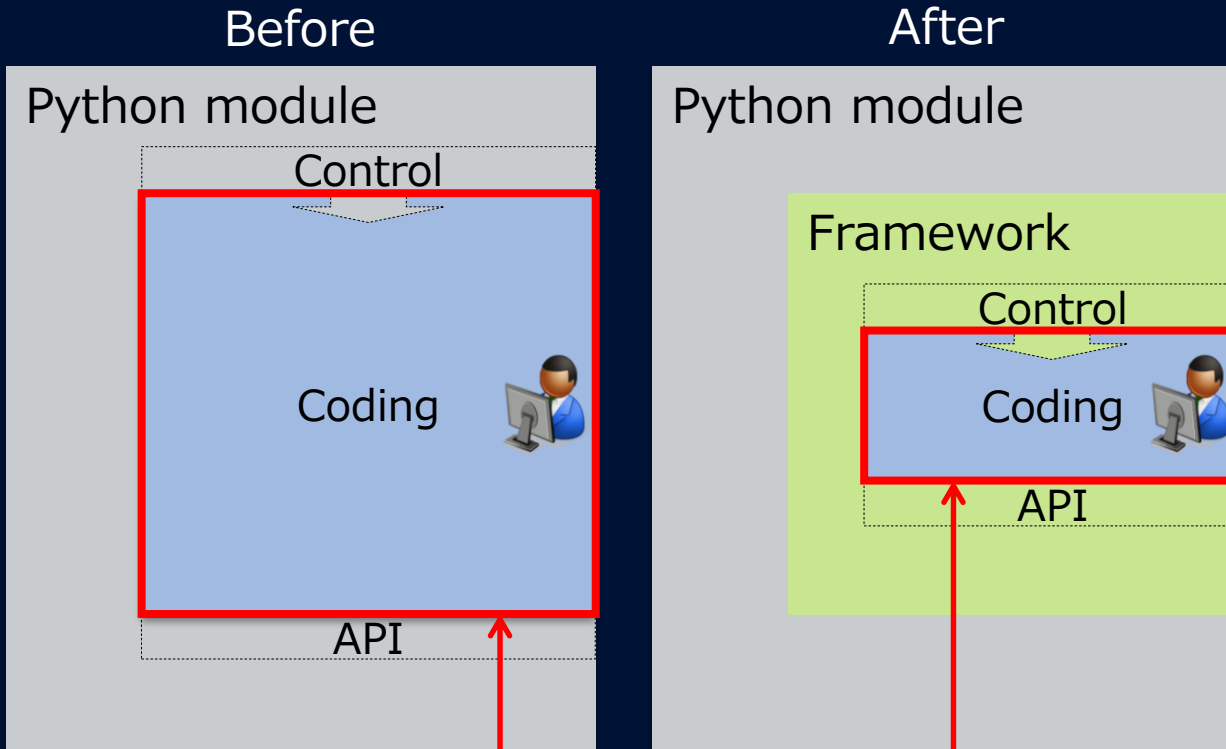 Before
Python module
Control
Coding
API
After
Python module
Framework
Control
Coding
API